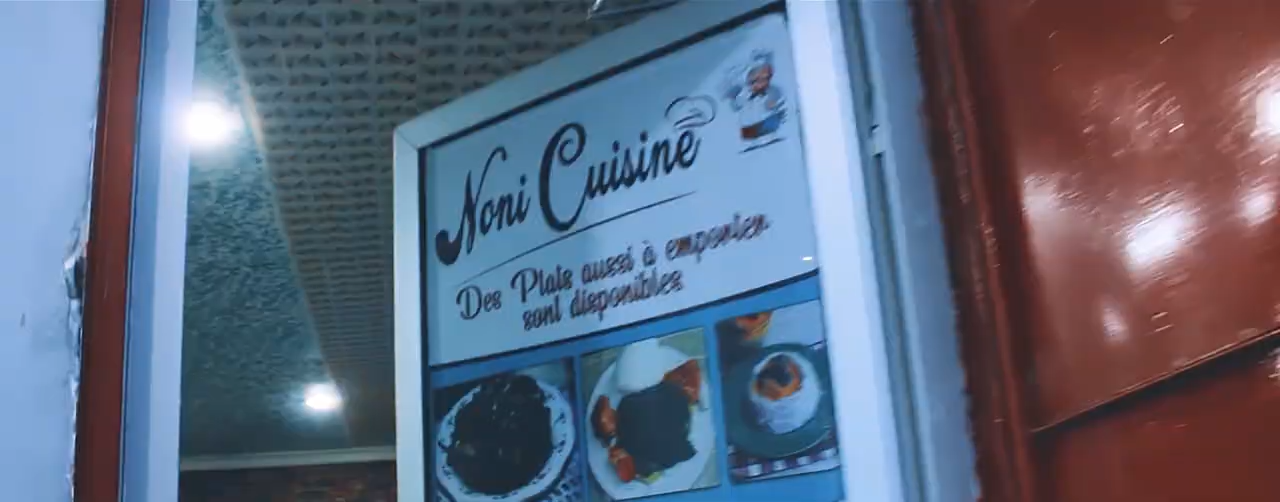 Noni Cuisine
Des Plats aussi à emporter
sont disponibles